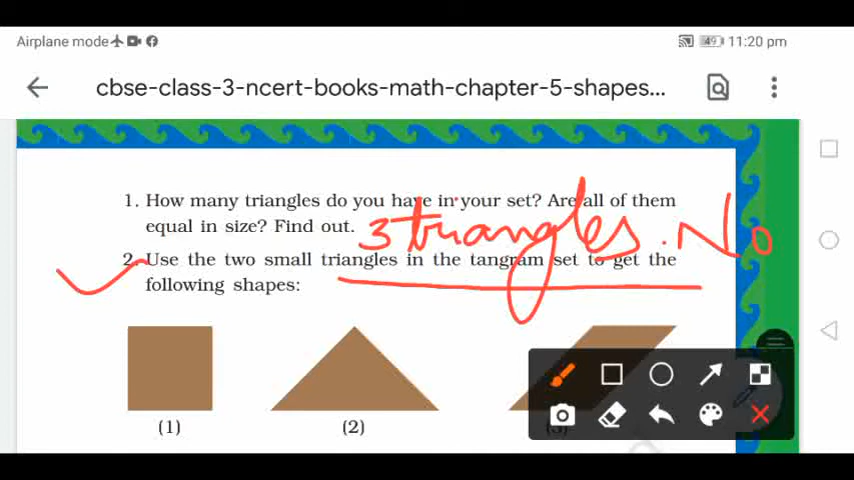 Airplane mode 49 11:20 pm
cbse-class-3-ncert-books-math-chapter-5-shapes...
1. How many triangles do you have in your set? Are all of them
equal in size? Find out.
3 triangles. No
2. Use the two small triangles in the tangram set to get the
following shapes:
(1) (2)